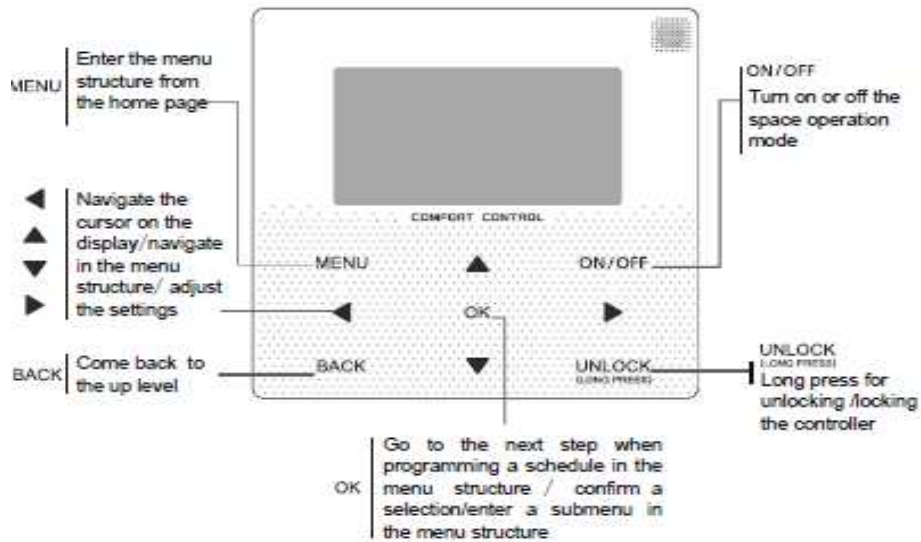 MENU
Enter the menu
structure from
the home page
ON/OFF
Turn on or off the
space operation
mode
◀
▲
▼
▶
Navigate the
cursor on the
display/navigate
in the menu
structure/ adjust
the settings
COMFORT CONTROL
MENU ▲ ON/OFF
◀ OK ▶
BACK ▼ UNLOCK
(LONG PRESS)
BACK
Come back to
the up level
UNLOCK
(LONG PRESS)
Long press for
unlocking /locking
the controller
OK
Go to the next step when
programming a schedule in the
menu structure / confirm a
selection/enter a submenu in
the menu structure